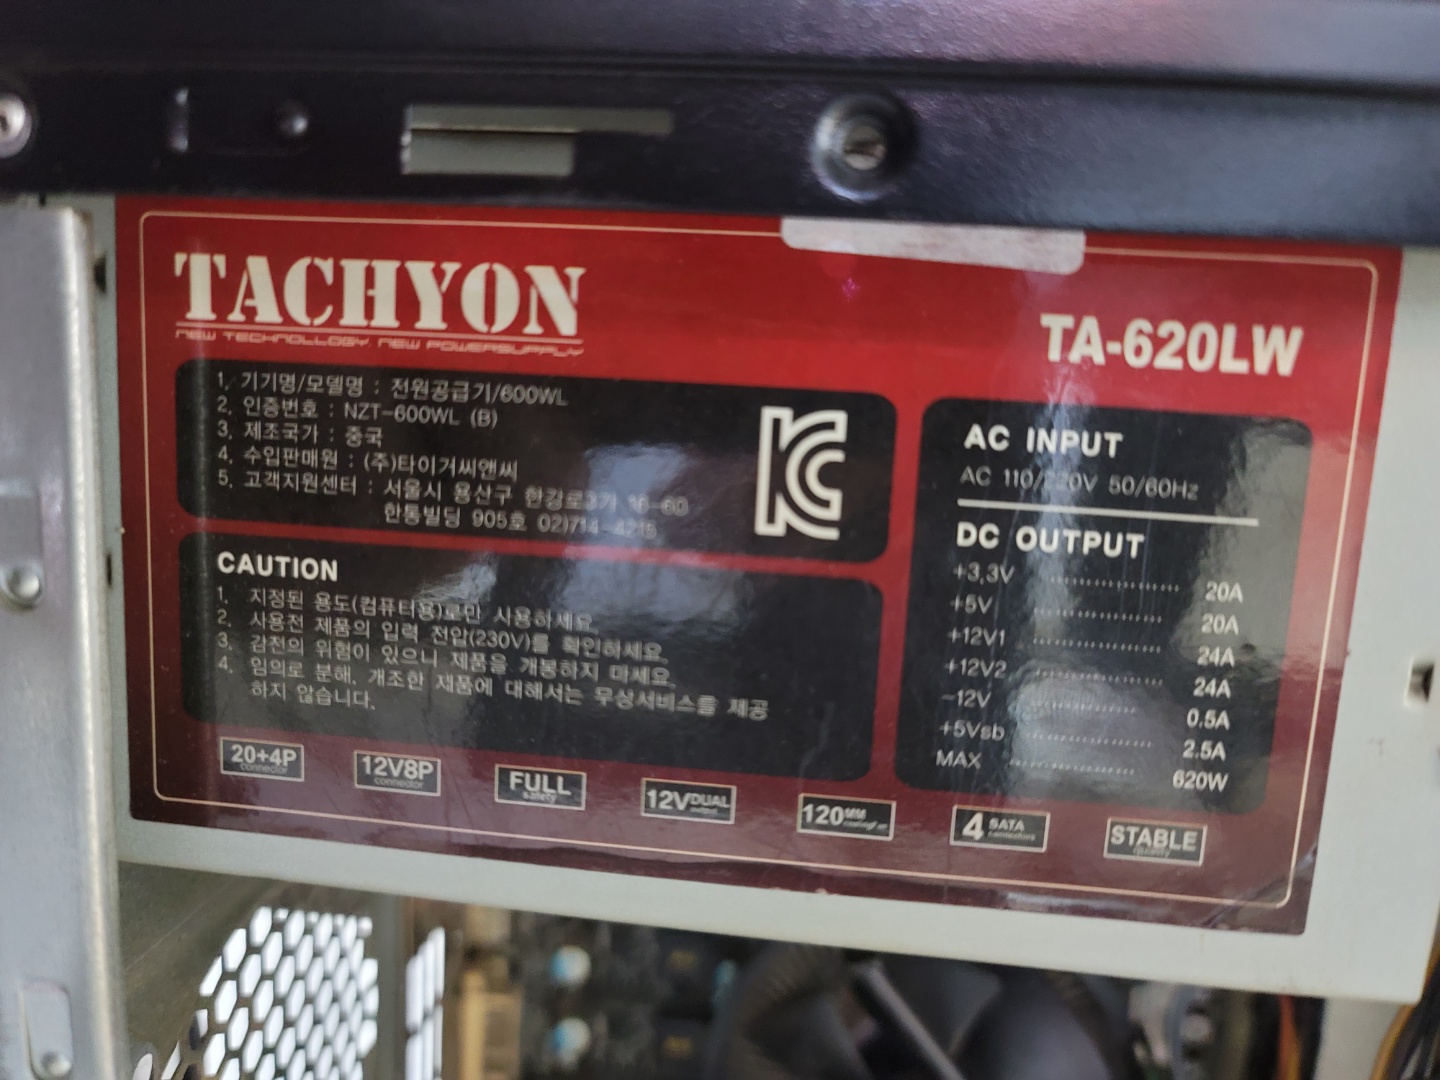 TACHYON
NEW TECHNOLLOGY, NEW POWERSUPPLY
TA-620LW
1. 기기명/모델명 : 전원공급기/600WL
2. 인증번호 : NZT-600WL (B)
3. 제조국가 : 중국
4. 수입판매원 : (주)타이거씨앤씨
5. 고객지원센터 : 서울시 용산구 한강로3가 16-60
한통빌딩 905호 02)714-4215
CAUTION
1. 지정된 용도(컴퓨터용)로만 사용하세요.
2. 사용전 제품의 입력 전압(230V)를 확인하세요.
3. 감전의 위험이 있으니 제품을 개봉하지 마세요.
4. 임의로 분해, 개조한 제품에 대해서는 무상서비스를 제공
하지 않습니다.
AC INPUT
AC 110/220V 50/60Hz
DC OUTPUT
+3.3V 20A
+5V 20A
+12V1 24A
+12V2 24A
-12V 0.5A
+5Vsb 2.5A
MAX 620W
20+4P connector
12V8P connector
FULL safety
12V DUAL output
120MM
4 SATA connectors
STABLE quality